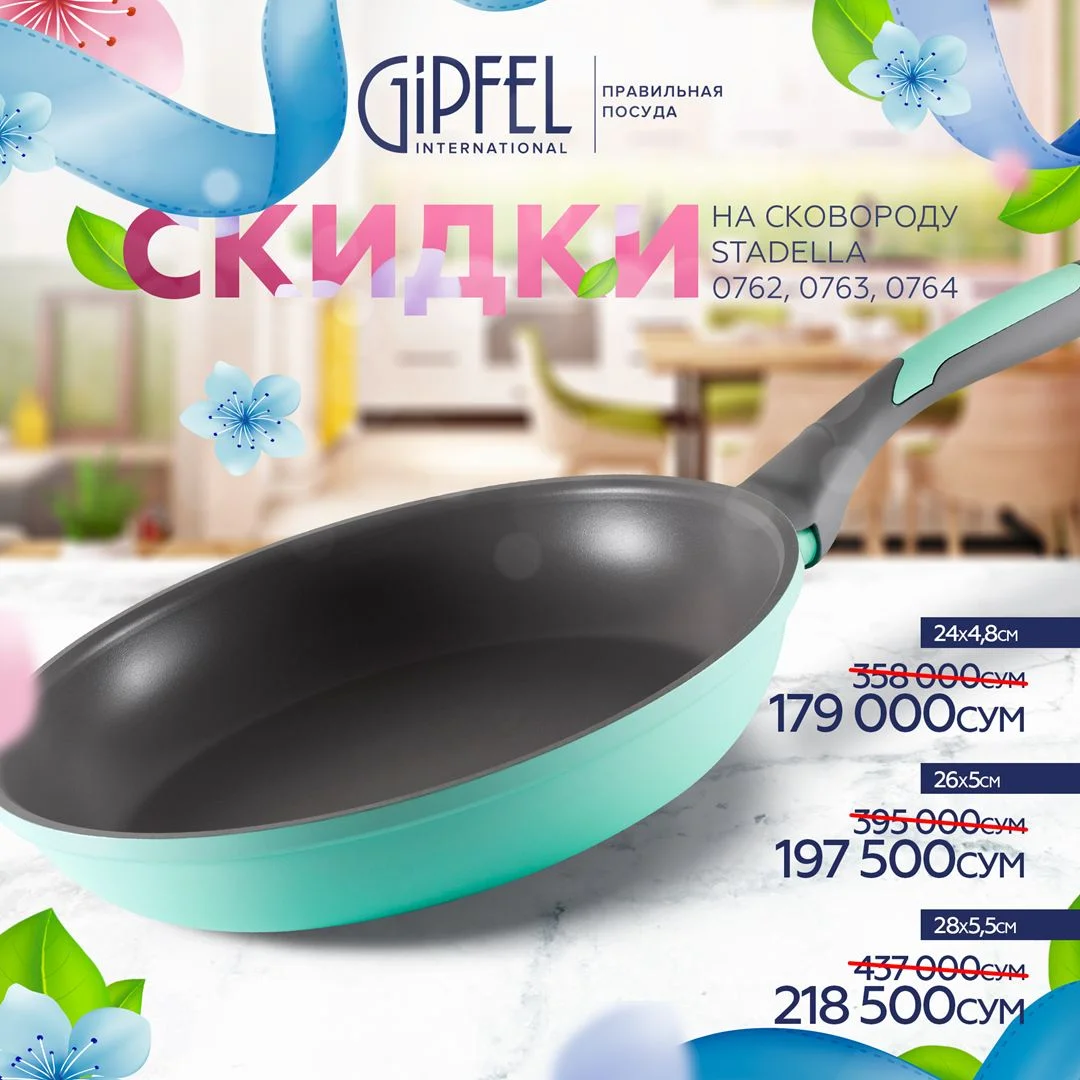 GIPFEL
INTERNATIONAL
ПРАВИЛЬНАЯ
ПОСУДА
СКИДКИ
НА СКОВОРОДУ
STADELLA
0762, 0763, 0764
24х4,8см
358 000сум
179 000сум
26х5см
395 000сум
197 500сум
28х5,5см
437 000сум
218 500сум